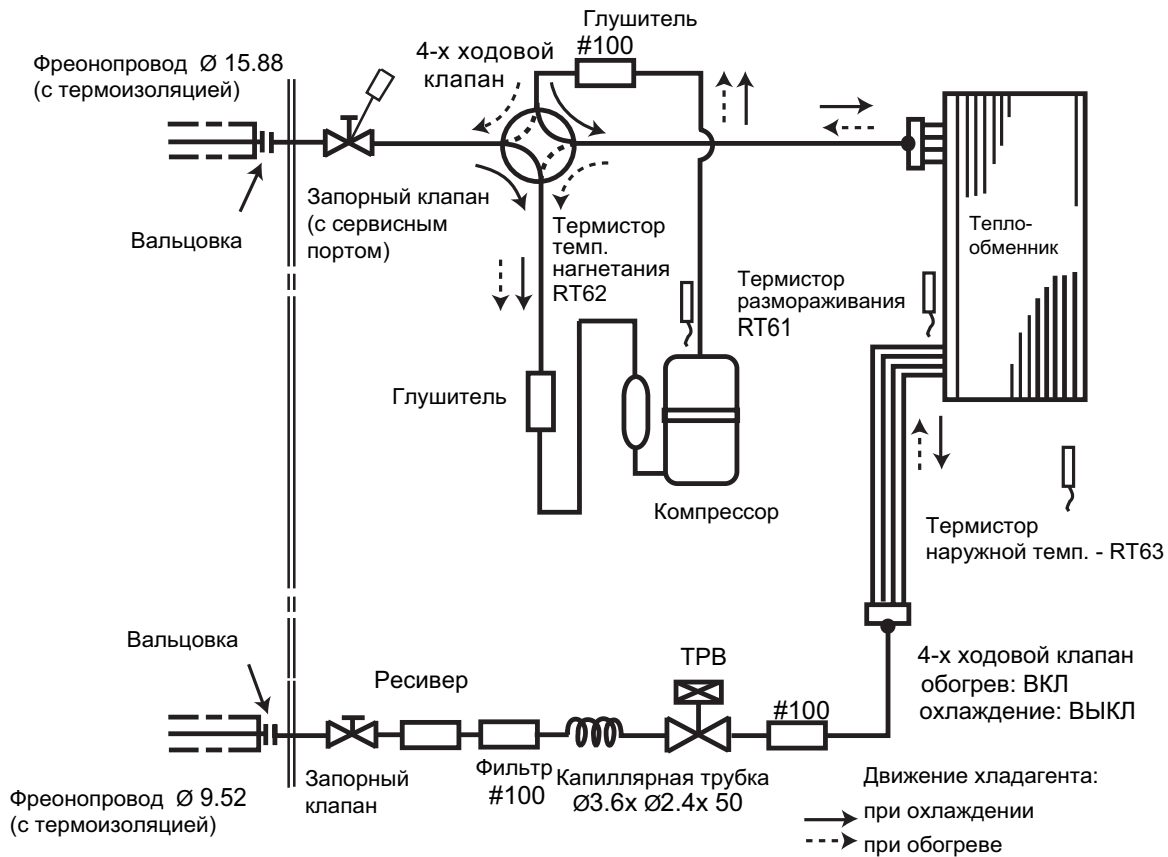 Глушитель
#100
4-х ходовой
клапан
Фреонопровод Ø 15.88
(с термоизоляцией)
Вальцовка
Запорный клапан
(с сервисным
портом)
Термистор
темп.
нагнетания
RT62
Термистор
размораживания
RT61
Тепло-
обменник
Глушитель
Компрессор
Термистор
наружной темп. - RT63
Вальцовка
Ресивер
ТРВ
#100
4-х ходовой клапан
обогрев: ВКЛ
охлаждение: ВЫКЛ
Запорный
клапан
Фильтр
#100
Капиллярная трубка
Ø3.6x Ø2.4x 50
Фреонопровод Ø 9.52
(с термоизоляцией)
Движение хладагента:
при охлаждении
при обогреве